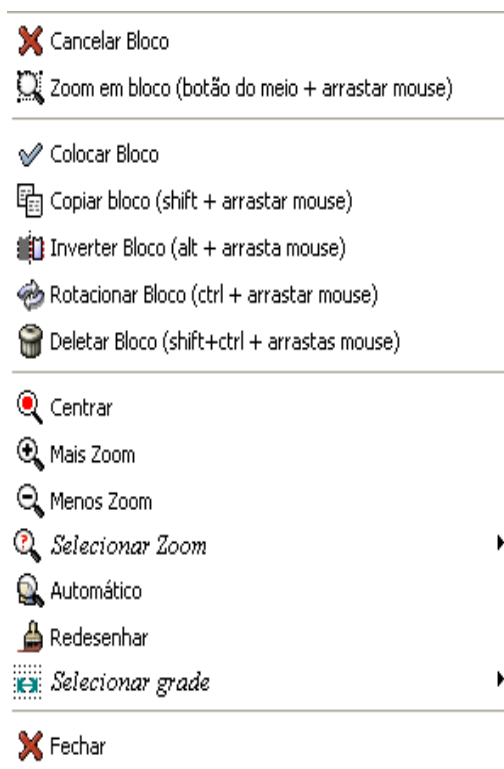 Cancelar Bloco
Zoom em bloco (botão do meio + arrastar mouse)
Colocar Bloco
Copiar bloco (shift + arrastar mouse)
Inverter Bloco (alt + arrasta mouse)
Rotacionar Bloco (ctrl + arrastar mouse)
Deletar Bloco (shift+ctrl + arrastas mouse)
Centrar
Mais Zoom
Menos Zoom
Selecionar Zoom
Automático
Redesenhar
Selecionar grade
Fechar